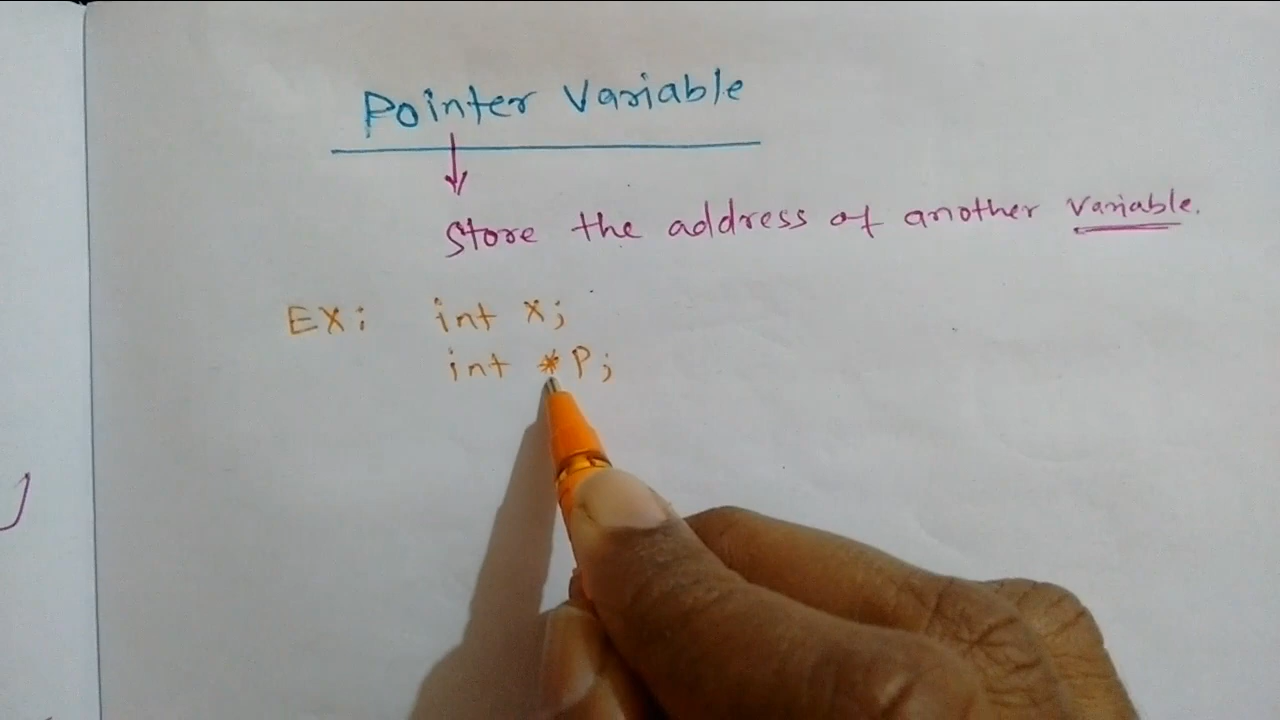 Pointer Variable
Store the address of another variable.
EX: int x;
int *P;